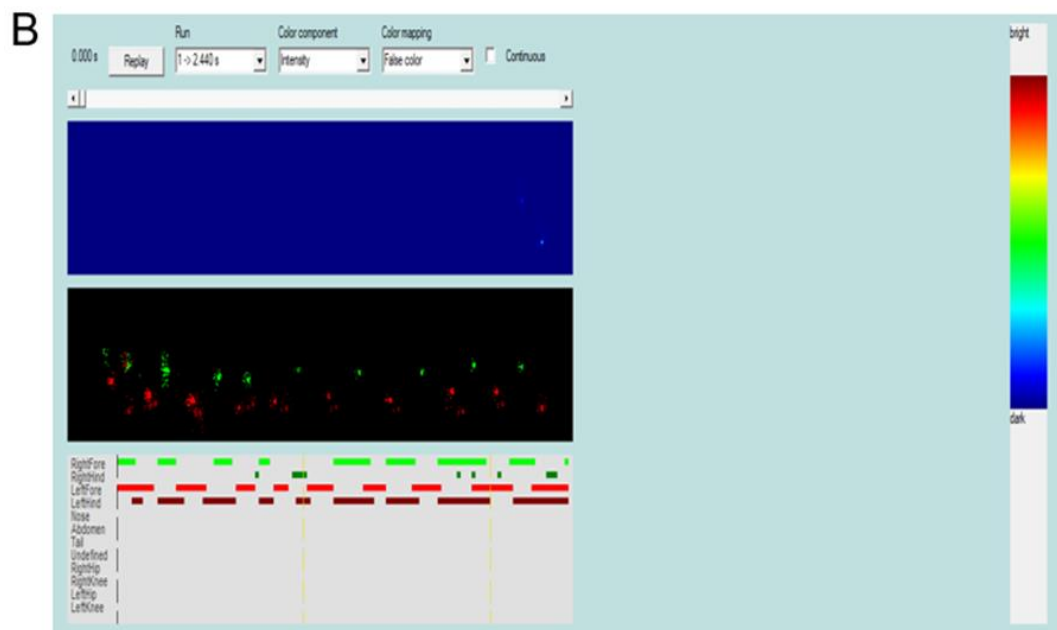 B
Run Color component Color mapping bright
0.000 s Replay 1 -> 2.440 s Intensity False color Continuous
dark
RightFore
RightHind
LeftFore
LeftHind
Nose
Abdomen
Tail
Undefined
RightHip
RightKnee
LeftHip
LeftKnee